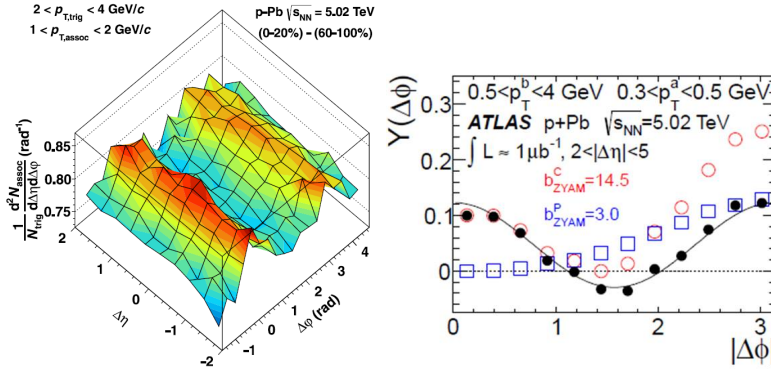 2 < p_T,trig < 4 GeV/c
1 < p_T,assoc < 2 GeV/c
p-Pb √s_NN = 5.02 TeV
(0-20%) - (60-100%)
1/N_trig d²N_assoc/dΔηdΔφ (rad⁻¹)
0.85
0.80
0.75
2
1
0
-1
-2
Δη
-1
0
1
2
3
4
Δφ (rad)
Y(Δϕ)
0.3
0.2
0.1
0
0.5<p_T^b<4 GeV 0.3<p_T^a<0.5 GeV
ATLAS p+Pb √s_NN=5.02 TeV
∫ L ≈ 1μb⁻¹, 2<|Δη|<5
b_ZYAM^C=14.5
b_ZYAM^P=3.0
0 1 2 3
|Δϕ|